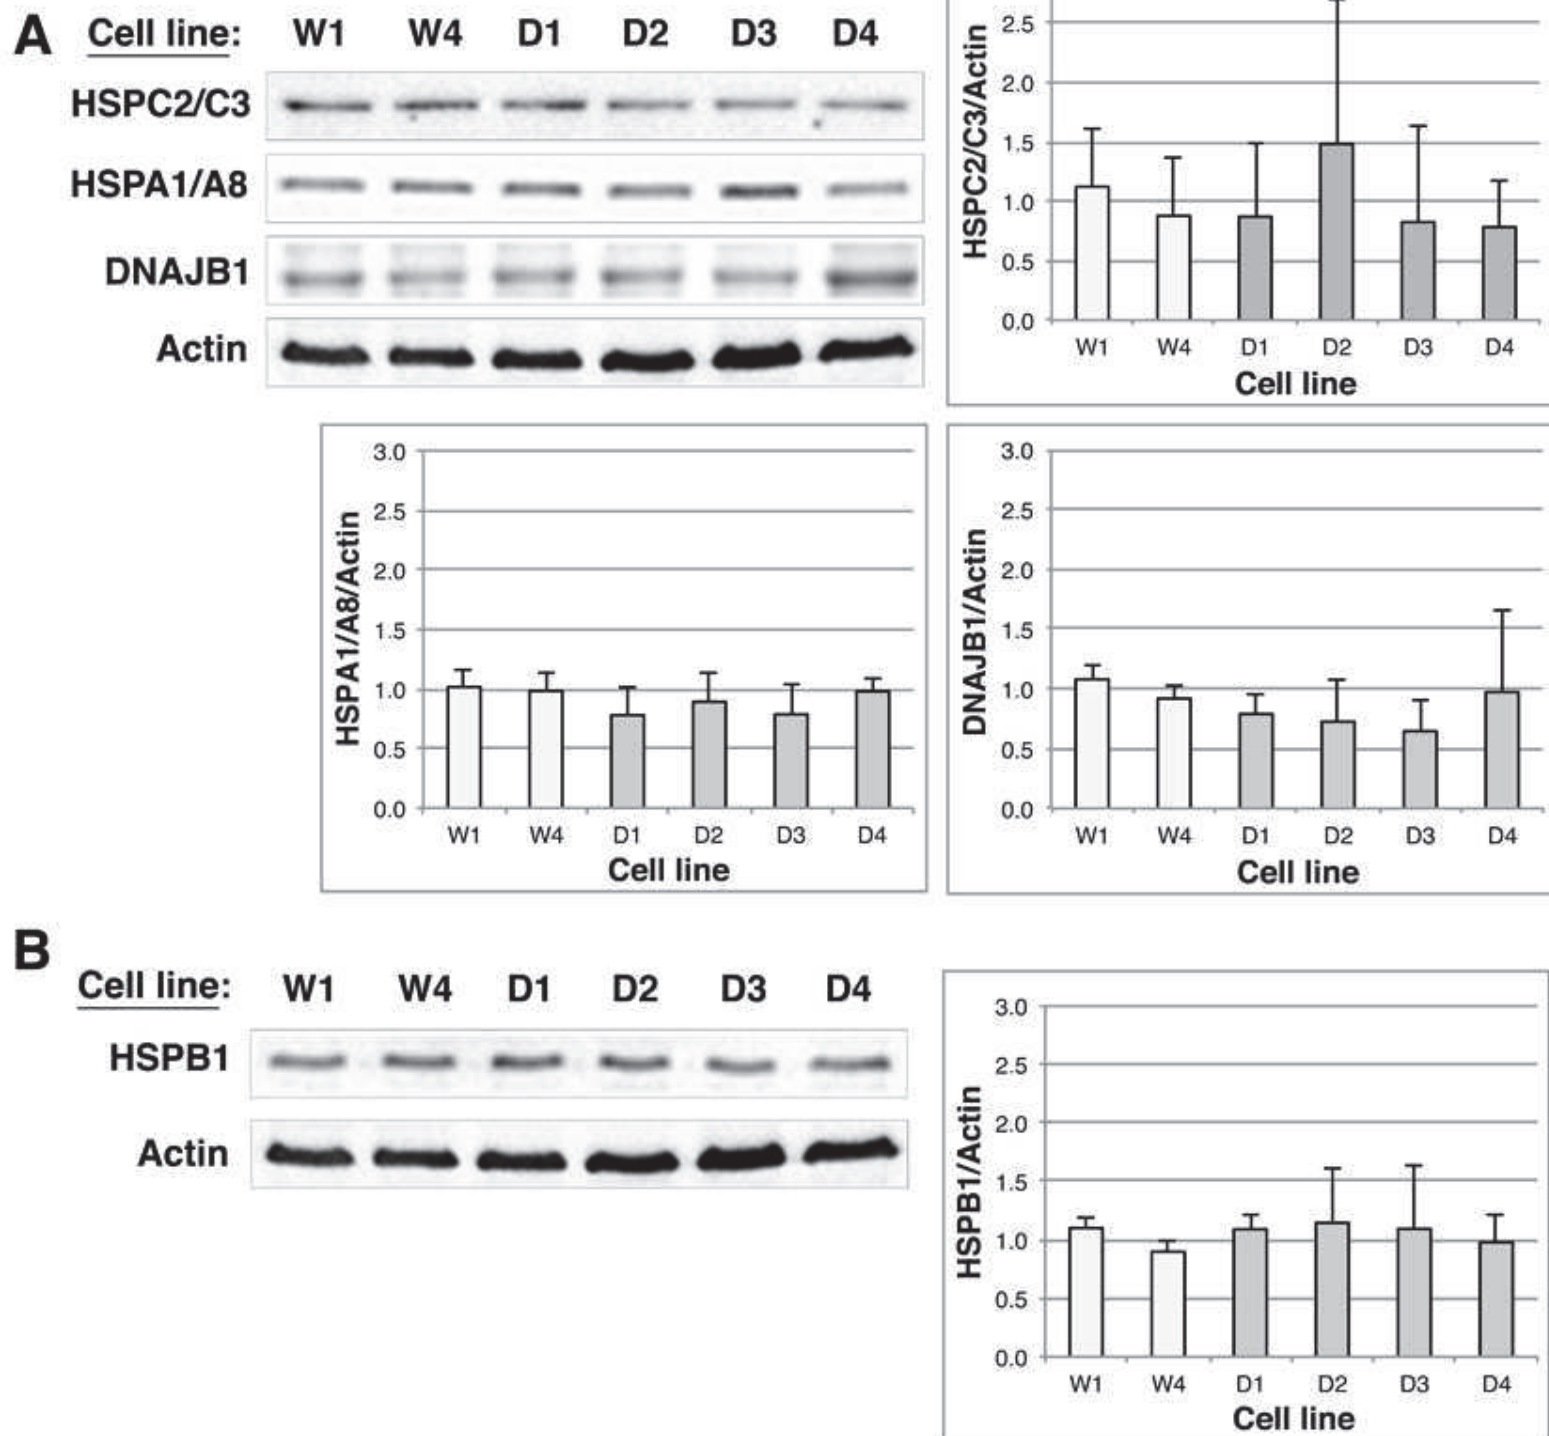 A
Cell line: W1 W4 D1 D2 D3 D4
HSPC2/C3
HSPA1/A8
DNAJB1
Actin
HSPC2/C3/Actin
2.5
2.0
1.5
1.0
0.5
0.0
W1 W4 D1 D2 D3 D4
Cell line
HSPA1/A8/Actin
3.0
2.5
2.0
1.5
1.0
0.5
0.0
W1 W4 D1 D2 D3 D4
Cell line
DNAJB1/Actin
3.0
2.5
2.0
1.5
1.0
0.5
0.0
W1 W4 D1 D2 D3 D4
Cell line
B
Cell line: W1 W4 D1 D2 D3 D4
HSPB1
Actin
HSPB1/Actin
3.0
2.5
2.0
1.5
1.0
0.5
0.0
W1 W4 D1 D2 D3 D4
Cell line